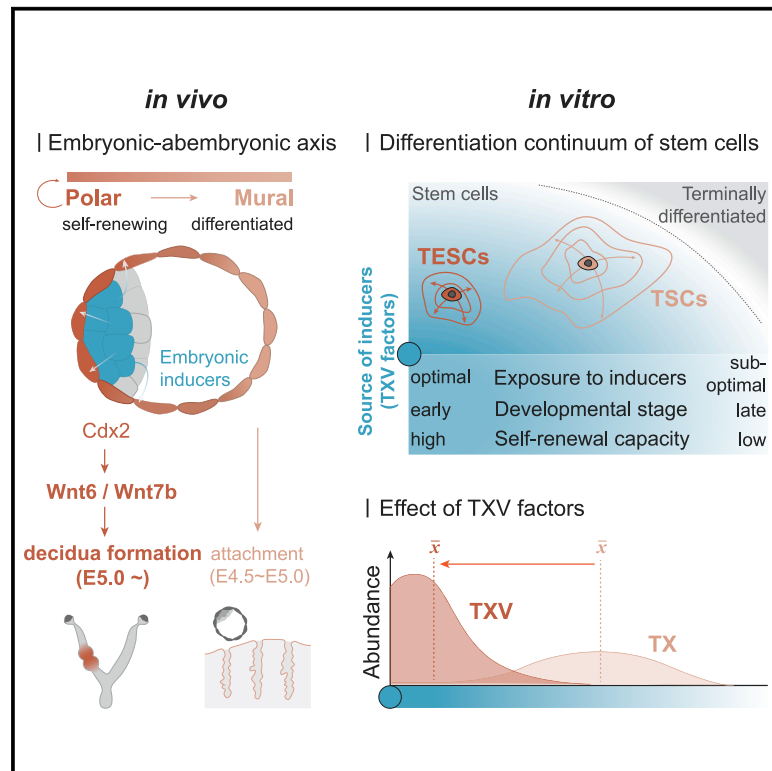 in vivo
| Embryonic-abembryonic axis
Polar
Mural
self-renewing
differentiated
Embryonic
inducers
Cdx2
Wnt6 / Wnt7b
decidua formation
(E5.0 ~)
attachment
(E4.5~E5.0)
in vitro
| Differentiation continuum of stem cells
Stem cells
Terminally
differentiated
TESCs
TSCs
Source of inducers
(TXV factors)
optimal Exposure to inducers sub-optimal
early Developmental stage late
high Self-renewal capacity low
| Effect of TXV factors
x̄
x̄
Abundance
TXV
TX